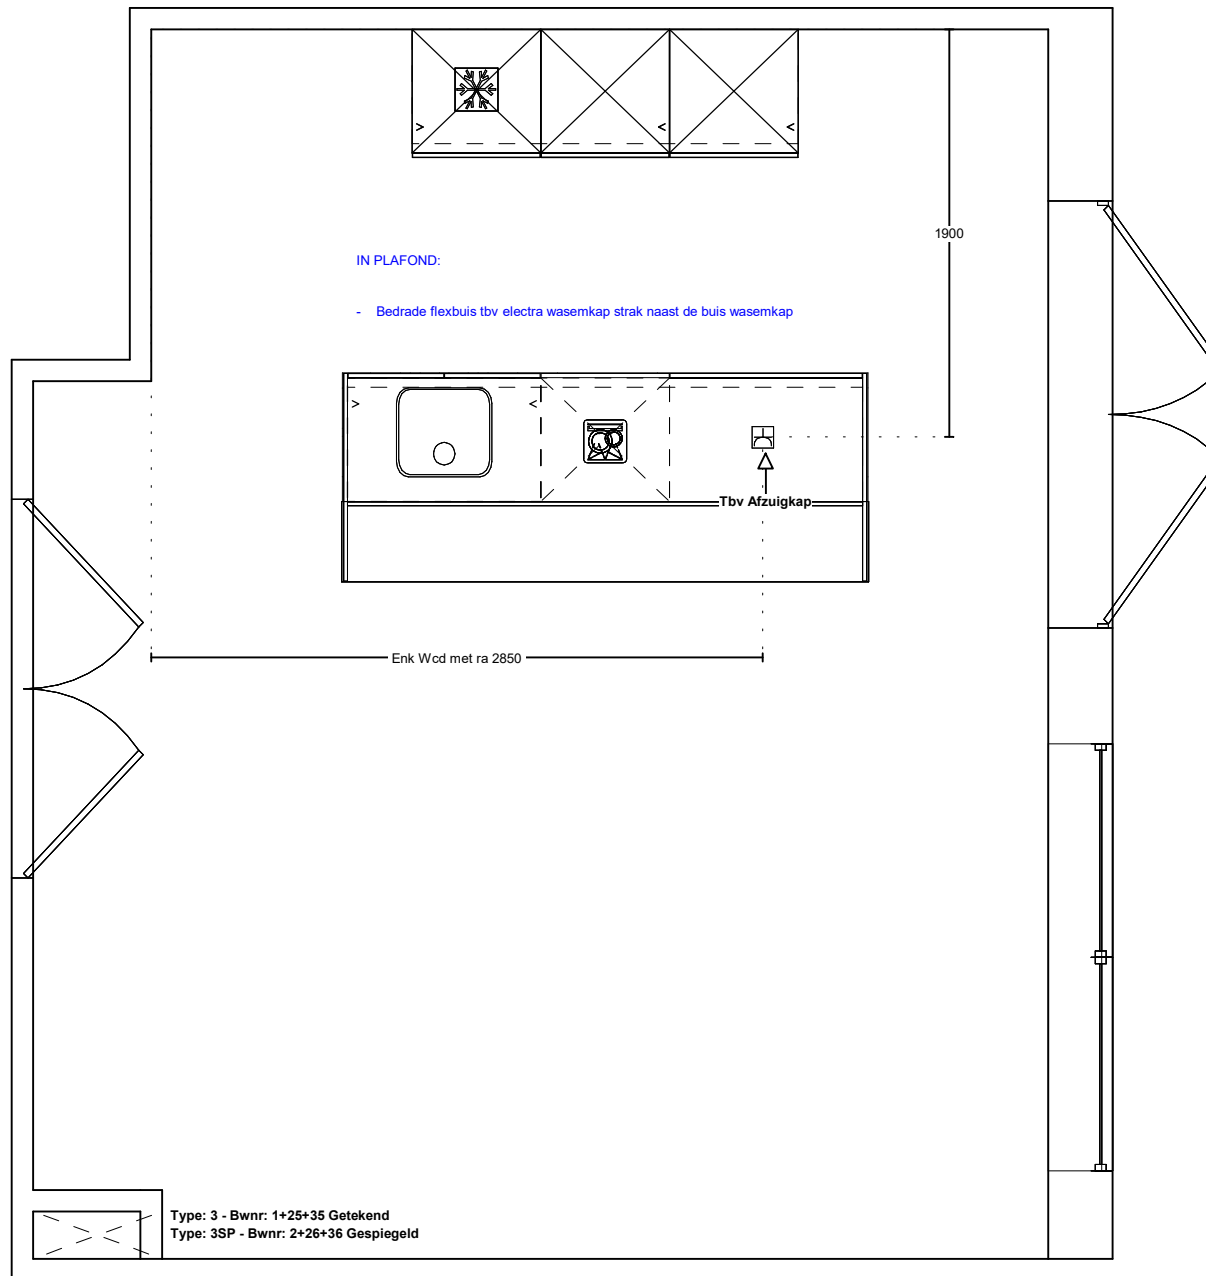 1900
IN PLAFOND:
- Bedrade flexbuis tbv electra wasemkap strak naast de buis wasemkap
Tbv Afzuigkap
Enk Wcd met ra 2850
Type: 3 - Bwnr: 1+25+35 Getekend
Type: 3SP - Bwnr: 2+26+36 Gespiegeld